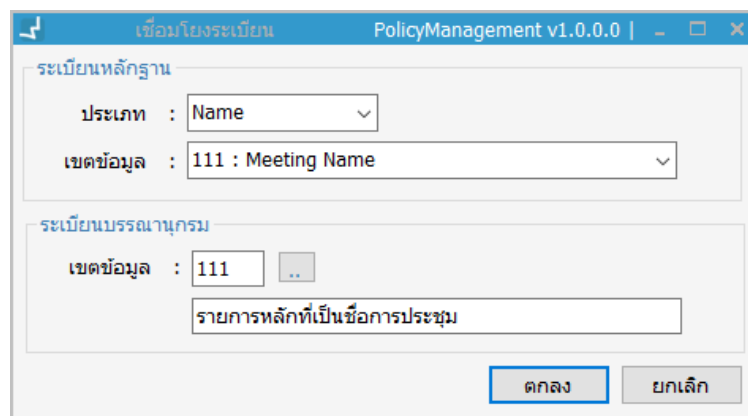 เชื่อมโยงระเบียน PolicyManagement v1.0.0.0 |
ระเบียนหลักฐาน
ประเภท : Name
เขตข้อมูล : 111 : Meeting Name
ระเบียนบรรณานุกรม
เขตข้อมูล : 111 ..
รายการหลักที่เป็นชื่อการประชุม
ตกลง ยกเลิก